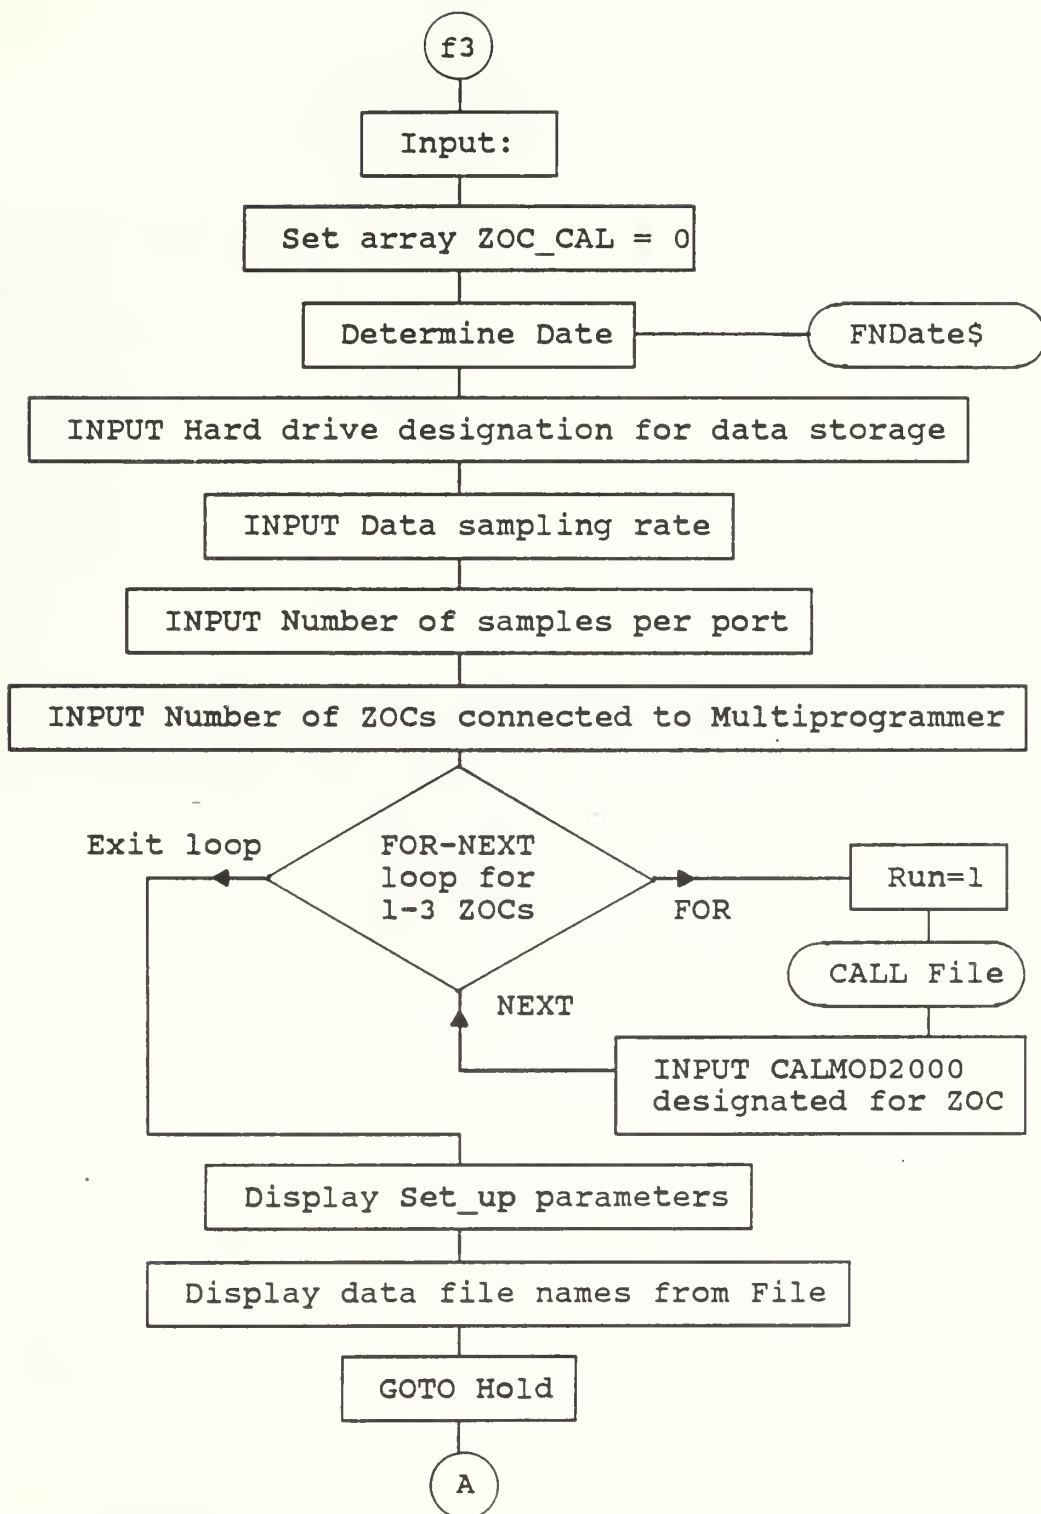 f3
Input:
Set array ZOC_CAL = 0
Determine Date
FNDate$
INPUT Hard drive designation for data storage
INPUT Data sampling rate
INPUT Number of samples per port
INPUT Number of ZOCs connected to Multiprogrammer
Exit loop
FOR-NEXT
loop for
1-3 ZOCs
FOR
Run=1
CALL File
NEXT
INPUT CALMOD2000
designated for ZOC
Display Set_up parameters
Display data file names from File
GOTO Hold
A